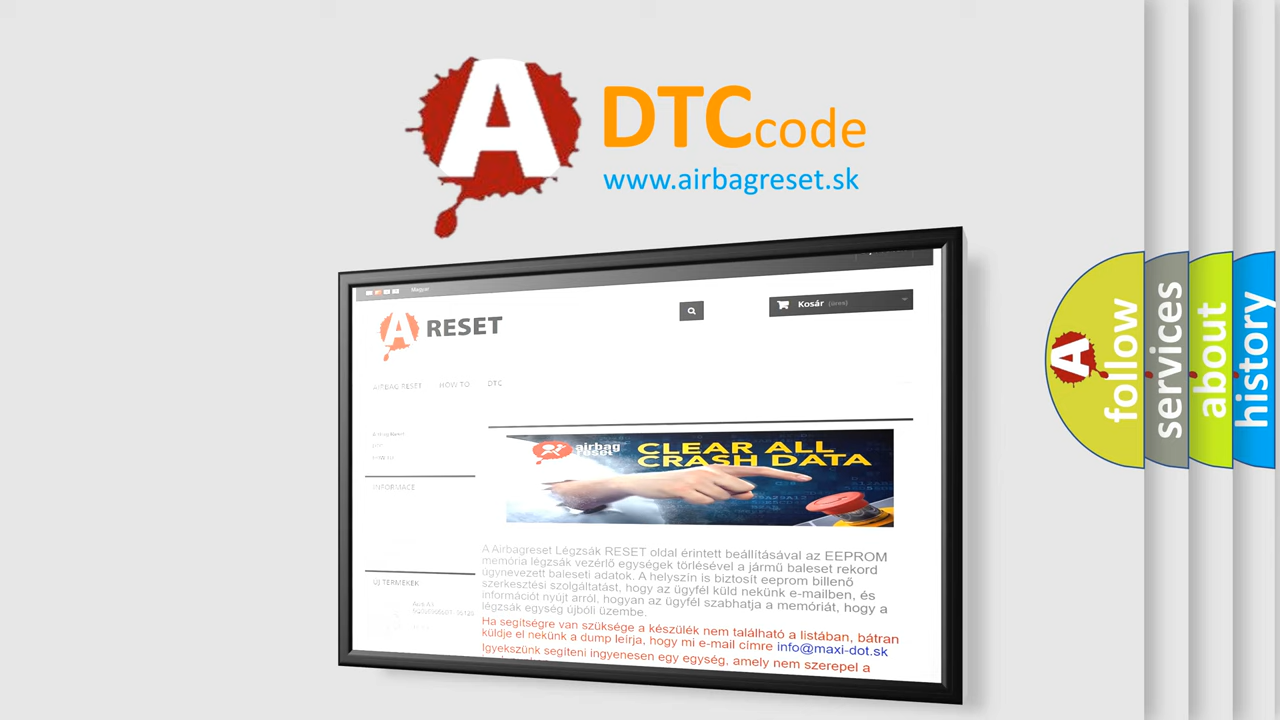 A DTCcode
www.airbagreset.sk
Magyar
A RESET
Kosár (üres)
AIRBAG RESET HOW TO DTC
INFORMACE
airbag reset
CLEAR ALL
CRASH DATA
A Airbagreset Légzsák RESET oldal érintett beállításával az EEPROM
memória légzsák vezérlő egységek törlésével a jármű baleset rekord
úgynevezett baleseti adatok. A helyszín is biztosít eeprom billenő
szerkesztési szolgáltatást, hogy az ügyfél küld nekünk e-mailben, és
információt nyújt arról, hogyan az ügyfél szabhatja a memóriát, hogy a
légzsák egység újbóli üzembe.
Ha segítségre van szüksége a készülék nem található a listában, bátran
küldje el nekünk a dump leírja, hogy mi e-mail címre info@maxi-dot.sk
Igyekszünk segíteni ingyenesen egy egység, amely nem szerepel a
ÚJ TERMÉKEK
A follow
services
about
history